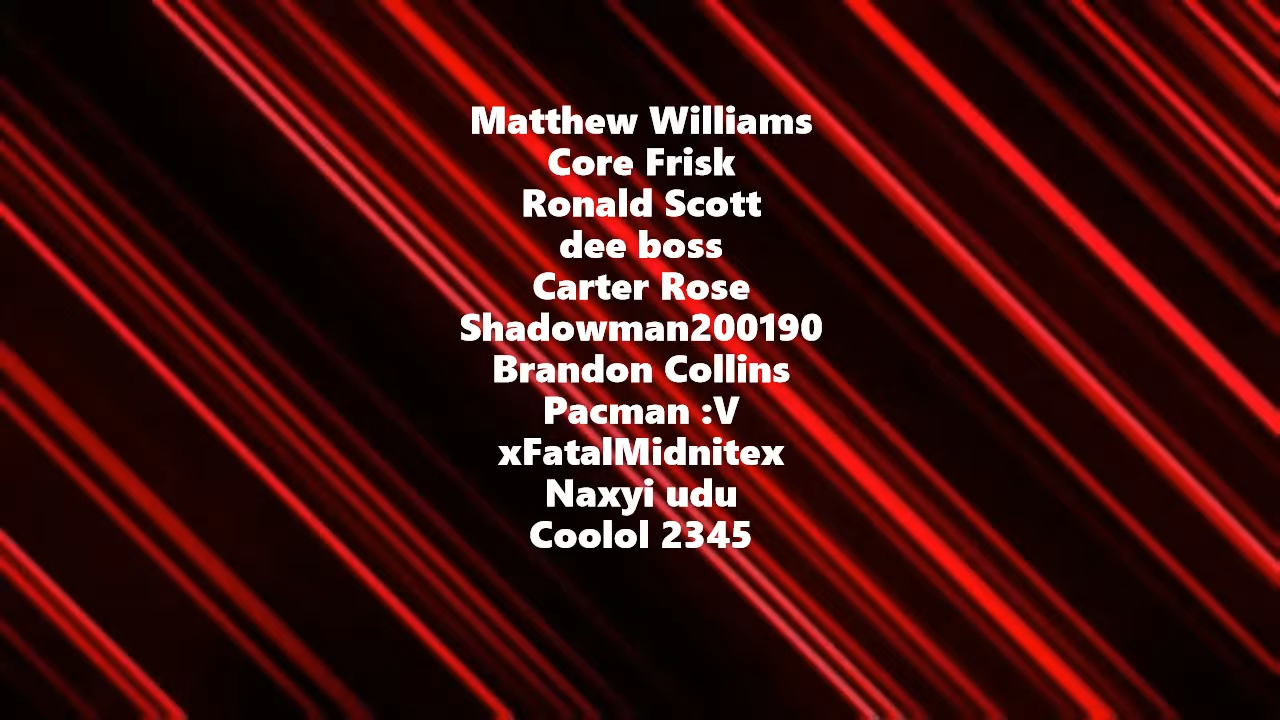 Matthew Williams
Core Frisk
Ronald Scott
dee boss
Carter Rose
Shadowman200190
Brandon Collins
Pacman :V
xFatalMidnitex
Naxyi udu
Coolol 2345